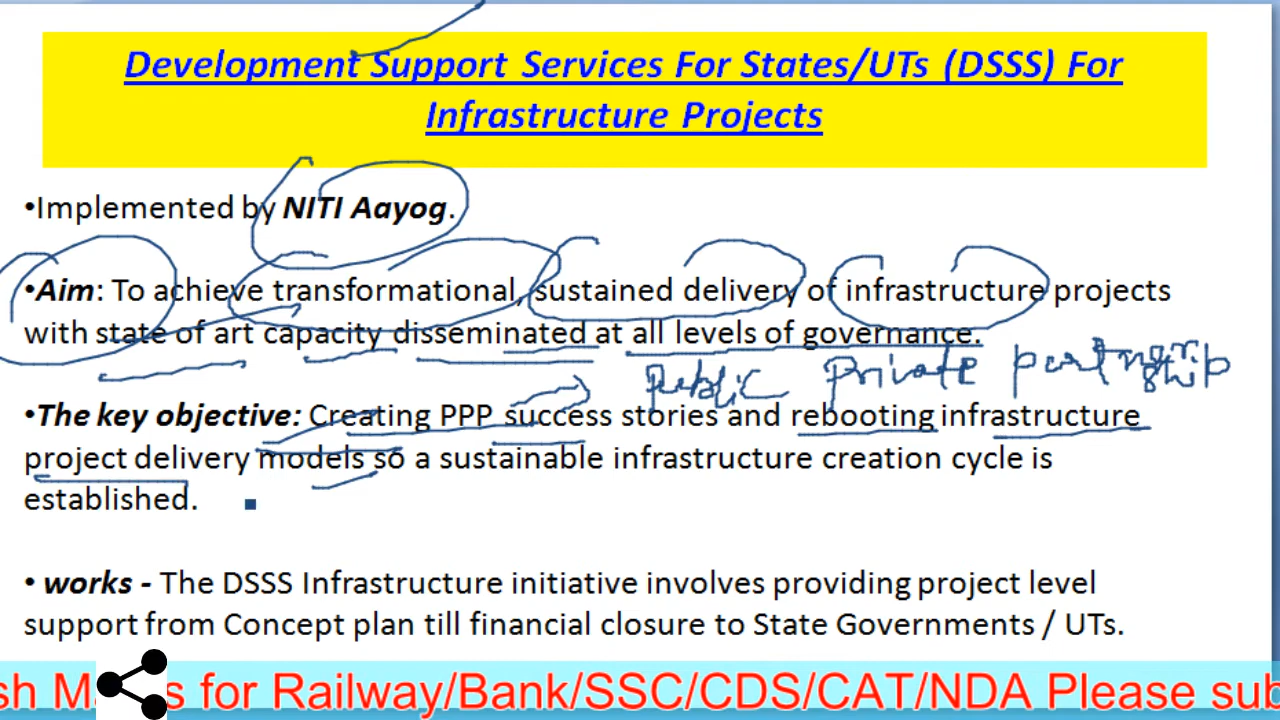 Development Support Services For States/UTs (DSSS) For
Infrastructure Projects
•Implemented by NITI Aayog.
•Aim: To achieve transformational, sustained delivery of infrastructure projects
with state of art capacity disseminated at all levels of governance.
Public Private partnership
•The key objective: Creating PPP success stories and rebooting infrastructure
project delivery models so a sustainable infrastructure creation cycle is
established.
• works - The DSSS Infrastructure initiative involves providing project level
support from Concept plan till financial closure to State Governments / UTs.
for Railway/Bank/SSC/CDS/CAT/NDA Please